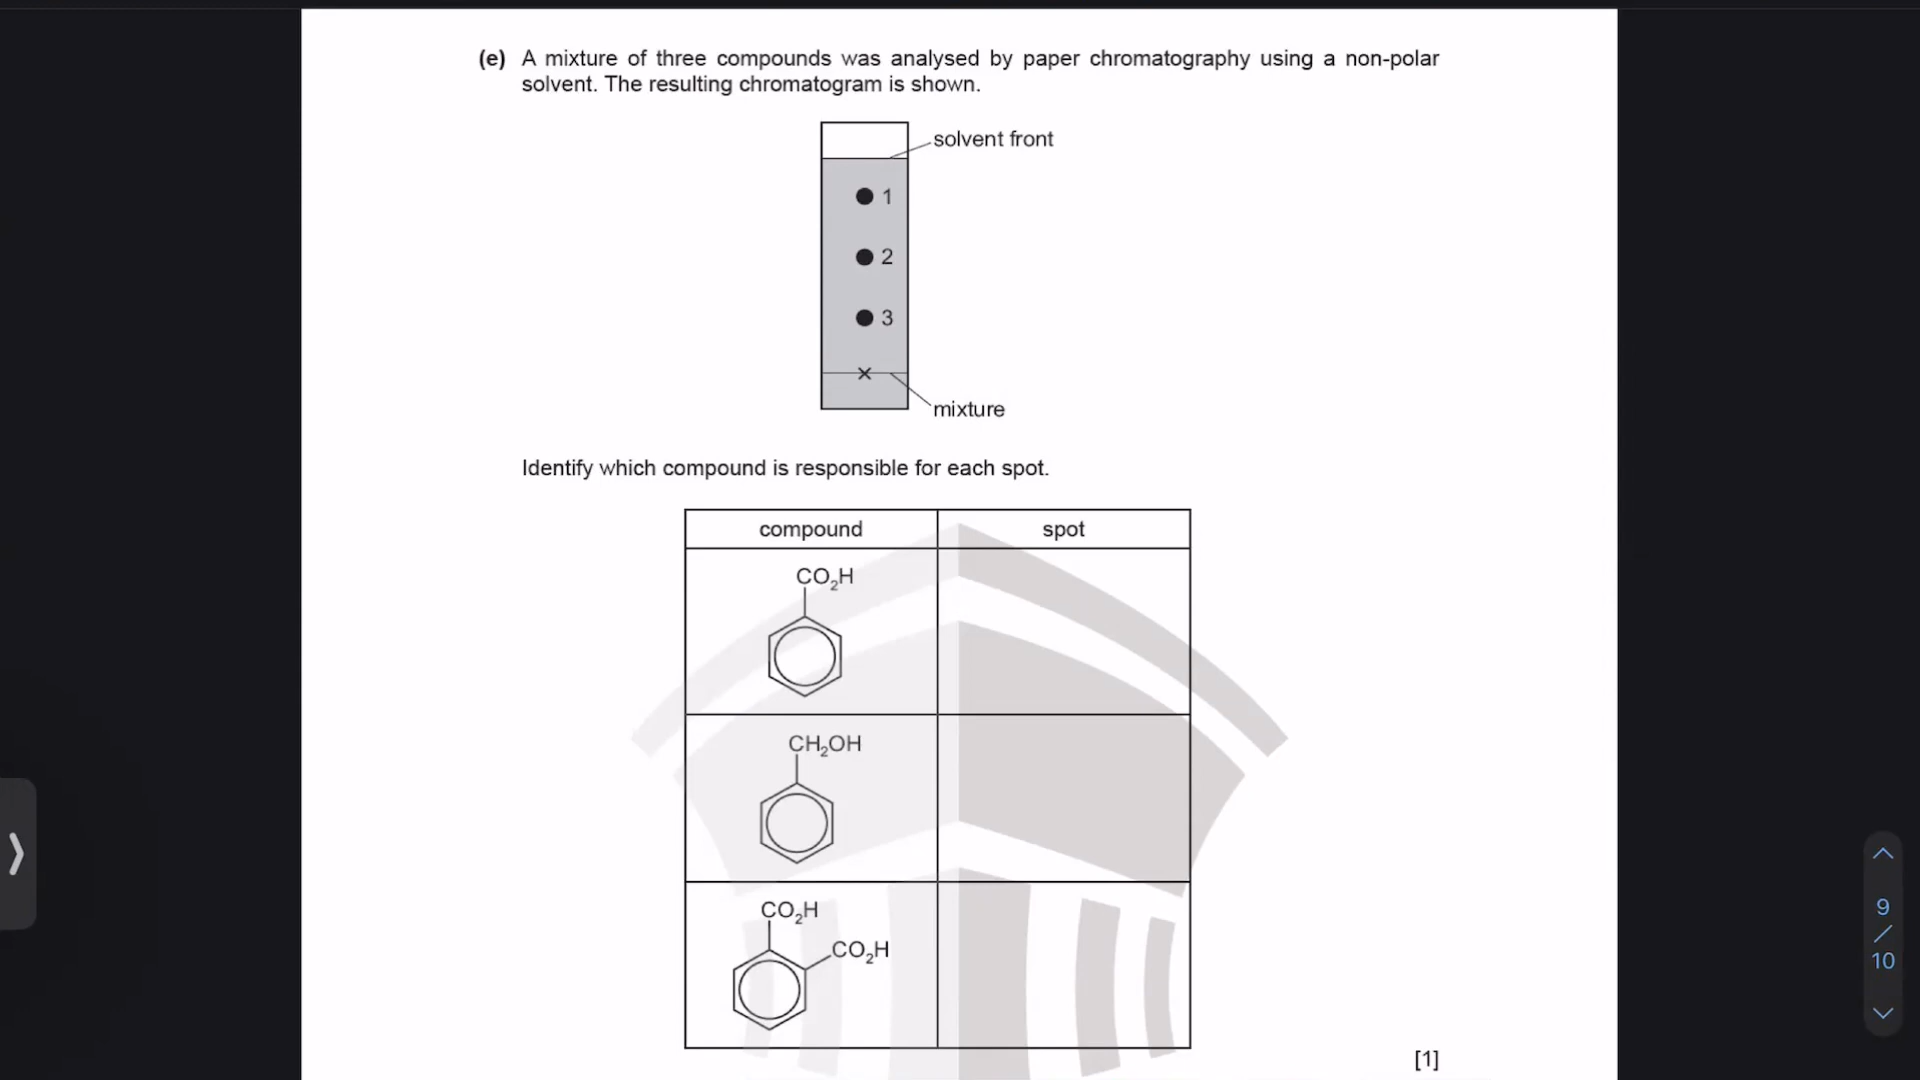 (e) A mixture of three compounds was analysed by paper chromatography using a non-polar
solvent. The resulting chromatogram is shown.
solvent front
1
2
3
×
mixture
Identify which compound is responsible for each spot.
compound spot
CO₂H
CH₂OH
CO₂H
CO₂H
[1]
9
/
10